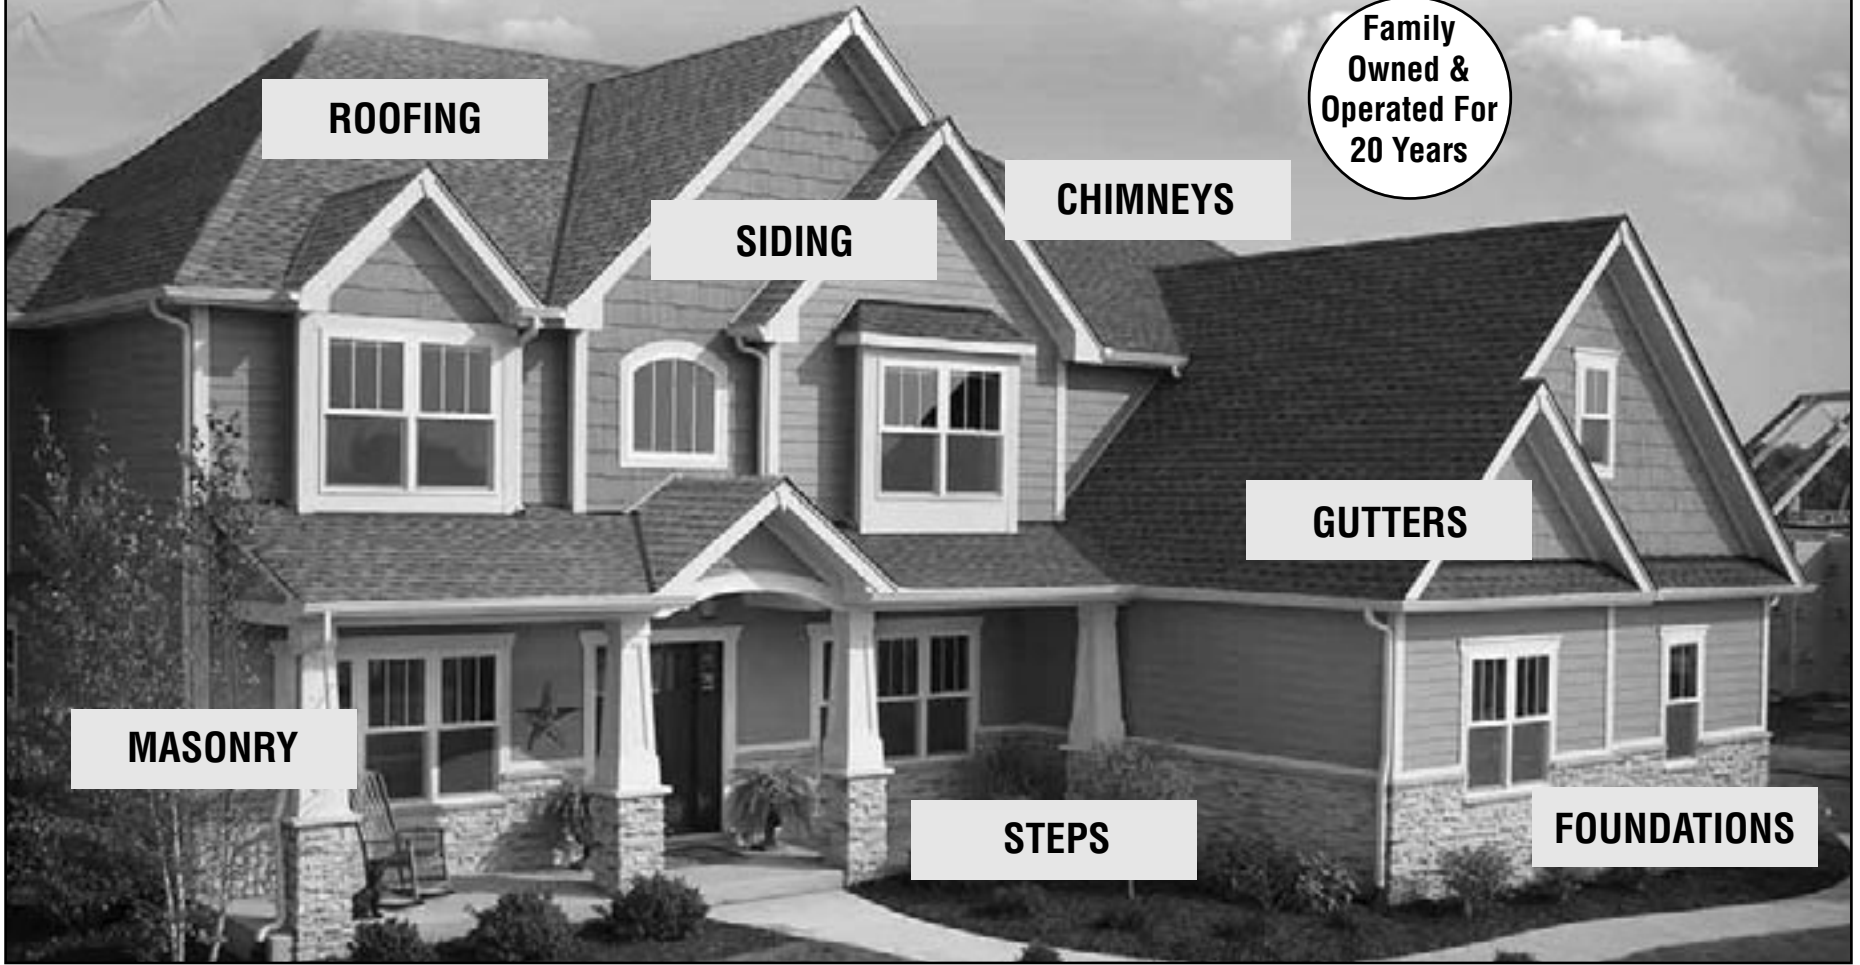 Family
Owned &
Operated For
20 Years
ROOFING
CHIMNEYS
SIDING
GUTTERS
MASONRY
STEPS
FOUNDATIONS